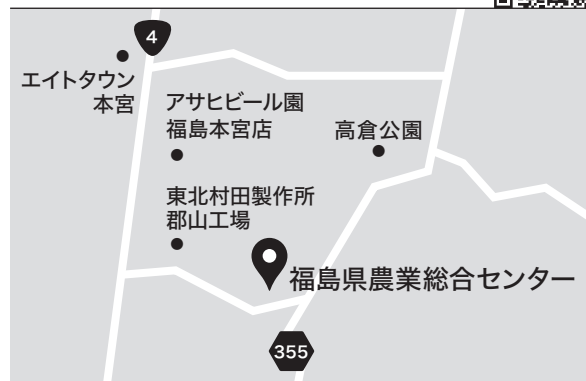 4
エイトタウン
本宮
アサヒビール園
福島本宮店
高倉公園
東北村田製作所
郡山工場
福島県農業総合センター
355